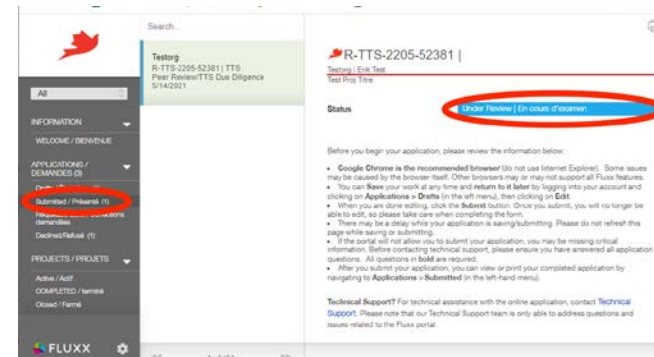 Search...
All
INFORMATION
WELCOME / BIENVENUE
APPLICATIONS /
DEMANDES (3)
Submitted / Présenté (1)
demandées
Declined/Refusé (1)
PROJECTS / PROJETS
Active / Actif
COMPLETED / terminé
Closed / Fermé
FLUXX
Testorg
R-TTS-2205-52381 | TTS
Peer Review/TTS Due Diligence
5/14/2021
R-TTS-2205-52381 |
Testorg | Erik Test
Test Proj Titre
Status
Under Review | En cours d'examen
Before you begin your application, please review the information below:
• Google Chrome is the recommended browser (do not use Internet Explorer). Some issues
may be caused by the browser itself. Other browsers may or may not support all Fluxx features.
• You can Save your work at any time and return to it later by logging into your account and
clicking on Applications > Drafts (in the left menu), then clicking on Edit.
• When you are done editing, click the Submit button. Once you submit, you will no longer be
able to edit, so please take care when completing the form.
• There may be a delay while your application is saving/submitting. Please do not refresh this
page while saving or submitting.
• If the portal will not allow you to submit your application, you may be missing critical
information. Before contacting technical support, please ensure you have answered all application
questions. All questions in bold are required.
• After you submit your application, you can view or print your completed application by
navigating to Applications > Submitted (in the left-hand menu).
Technical Support? For technical assistance with the online application, contact Technical
Support. Please note that our Technical Support team is only able to address questions and
issues related to the Fluxx portal.